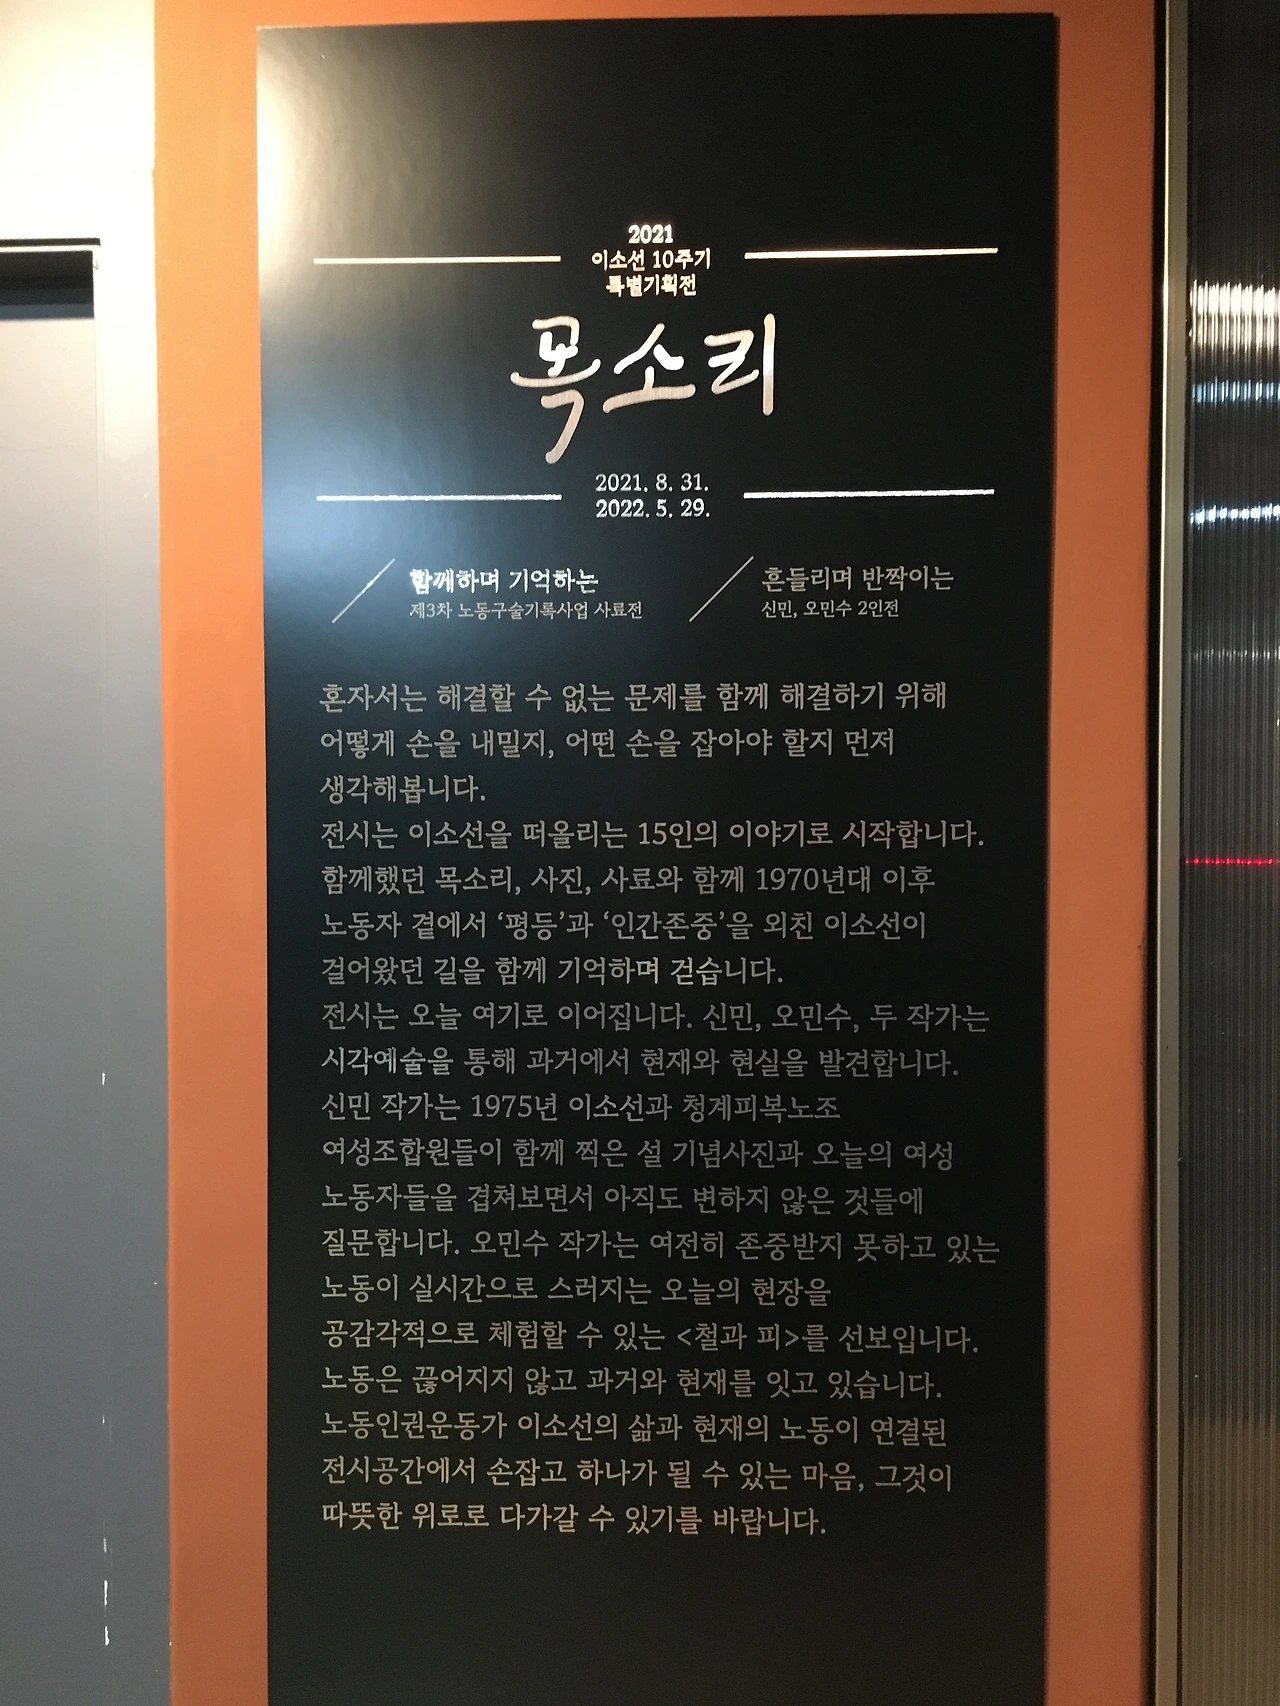 2021
이소선 10주기
특별기획전
목소리
2021. 8. 31.
2022. 5. 29.
함께하며 기억하는
제3차 노동구술기록사업 사료전
흔들리며 반짝이는
신민, 오민수 2인전
혼자서는 해결할 수 없는 문제를 함께 해결하기 위해
어떻게 손을 내밀지, 어떤 손을 잡아야 할지 먼저
생각해봅니다.
전시는 이소선을 떠올리는 15인의 이야기로 시작합니다.
함께했던 목소리, 사진, 사료와 함께 1970년대 이후
노동자 곁에서 ‘평등’과 ‘인간존중’을 외친 이소선이
걸어왔던 길을 함께 기억하며 걷습니다.
전시는 오늘 여기로 이어집니다. 신민, 오민수, 두 작가는
시각예술을 통해 과거에서 현재와 현실을 발견합니다.
신민 작가는 1975년 이소선과 청계피복노조
여성조합원들이 함께 찍은 설 기념사진과 오늘의 여성
노동자들을 겹쳐보면서 아직도 변하지 않은 것들에
질문합니다. 오민수 작가는 여전히 존중받지 못하고 있는
노동이 실시간으로 스러지는 오늘의 현장을
공감각적으로 체험할 수 있는 <철과 피>를 선보입니다.
노동은 끊어지지 않고 과거와 현재를 잇고 있습니다.
노동인권운동가 이소선의 삶과 현재의 노동이 연결된
전시공간에서 손잡고 하나가 될 수 있는 마음, 그것이
따뜻한 위로로 다가갈 수 있기를 바랍니다.